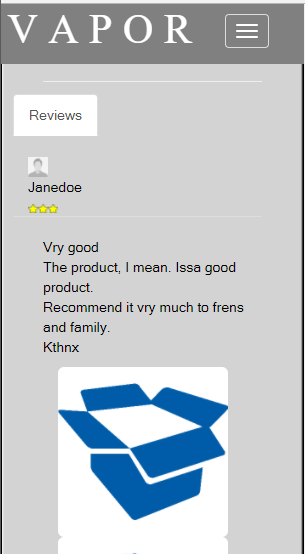 VAPOR
Reviews
Janedoe
Vry good
The product, I mean. Issa good
product.
Recommend it vry much to frens
and family.
Kthnx